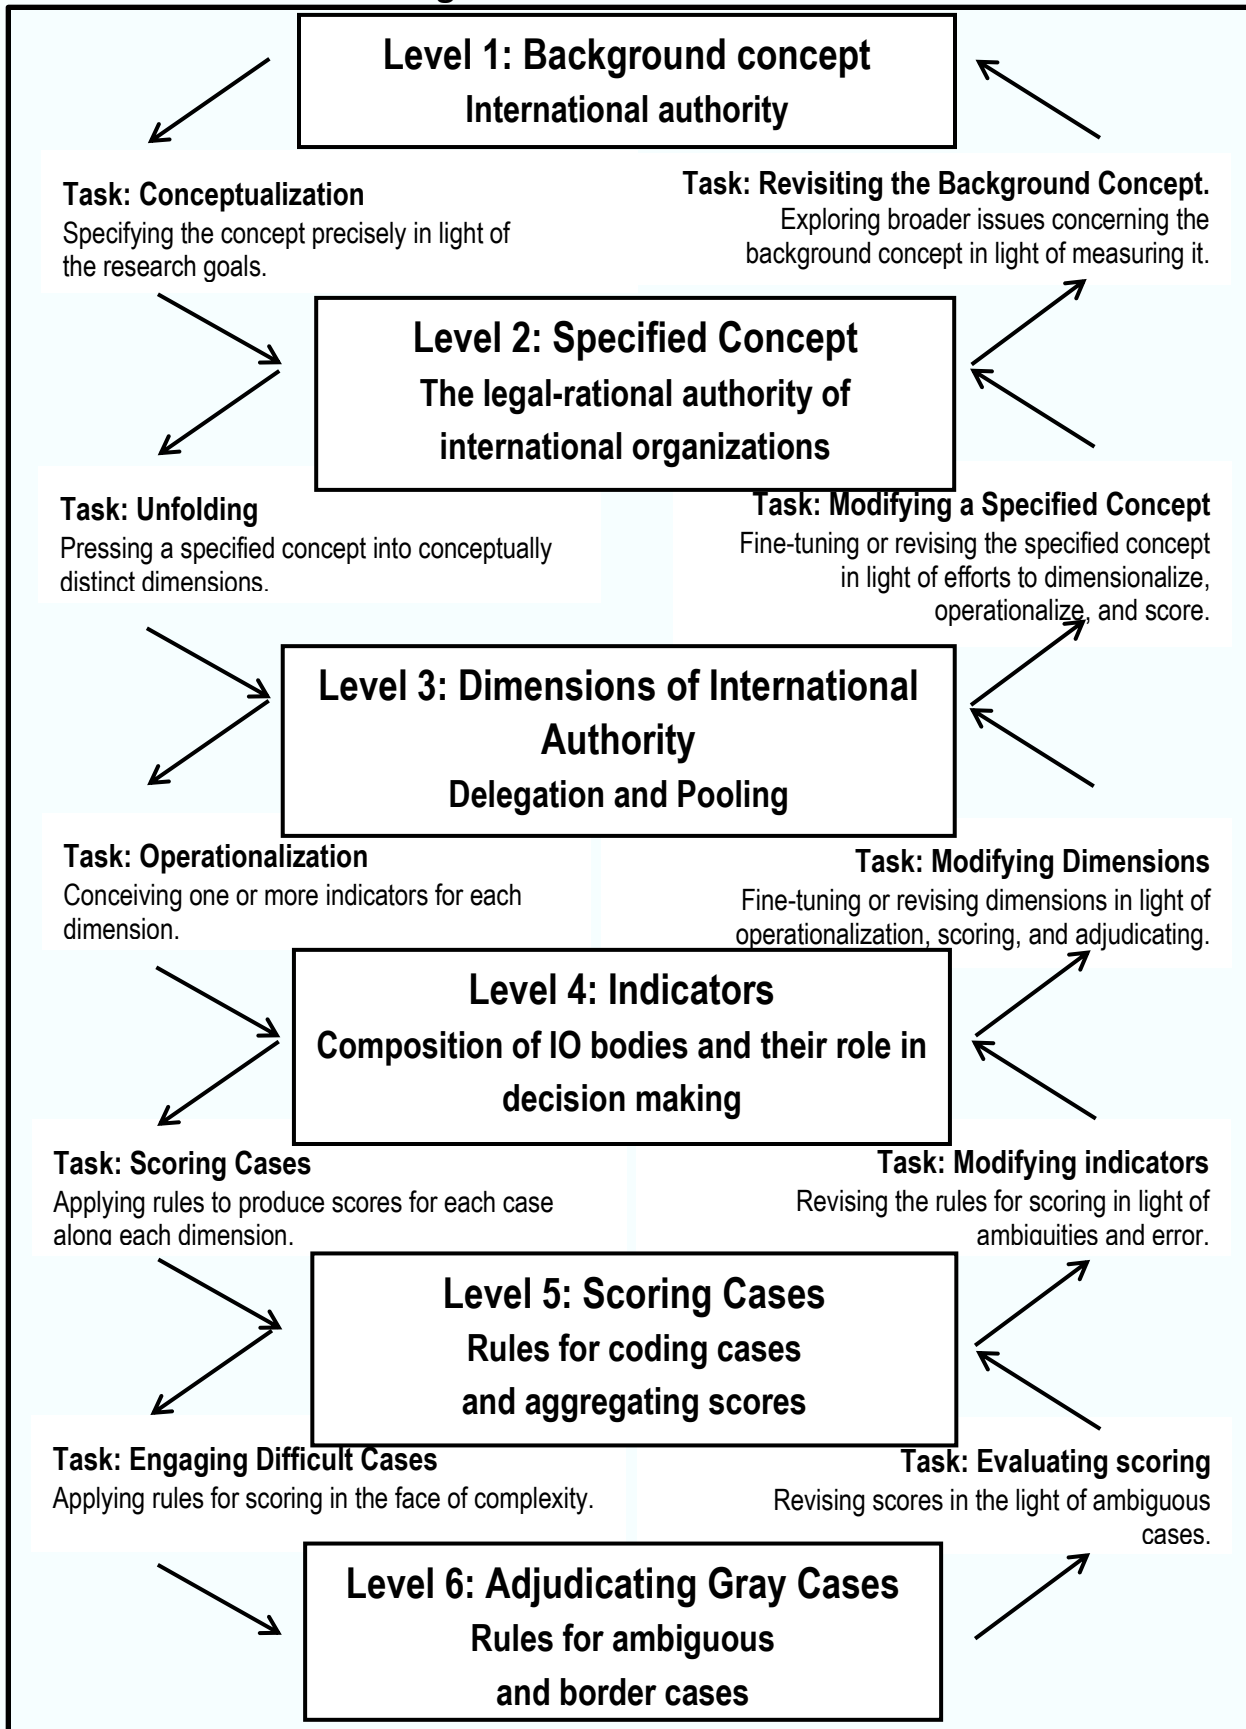 Level 1: Background concept
International authority
Task: Conceptualization
Specifying the concept precisely in light of
the research goals.
Task: Revisiting the Background Concept.
Exploring broader issues concerning the
background concept in light of measuring it.
Level 2: Specified Concept
The legal-rational authority of
international organizations
Task: Unfolding
Pressing a specified concept into conceptually
distinct dimensions.
Task: Modifying a Specified Concept
Fine-tuning or revising the specified concept
in light of efforts to dimensionalize,
operationalize, and score.
Level 3: Dimensions of International
Authority
Delegation and Pooling
Task: Operationalization
Conceiving one or more indicators for each
dimension.
Task: Modifying Dimensions
Fine-tuning or revising dimensions in light of
operationalization, scoring, and adjudicating.
Level 4: Indicators
Composition of IO bodies and their role in
decision making
Task: Scoring Cases
Applying rules to produce scores for each case
along each dimension.
Task: Modifying indicators
Revising the rules for scoring in light of
ambiguities and error.
Level 5: Scoring Cases
Rules for coding cases
and aggregating scores
Task: Engaging Difficult Cases
Applying rules for scoring in the face of complexity.
Task: Evaluating scoring
Revising scores in the light of ambiguous
cases.
Level 6: Adjudicating Gray Cases
Rules for ambiguous
and border cases